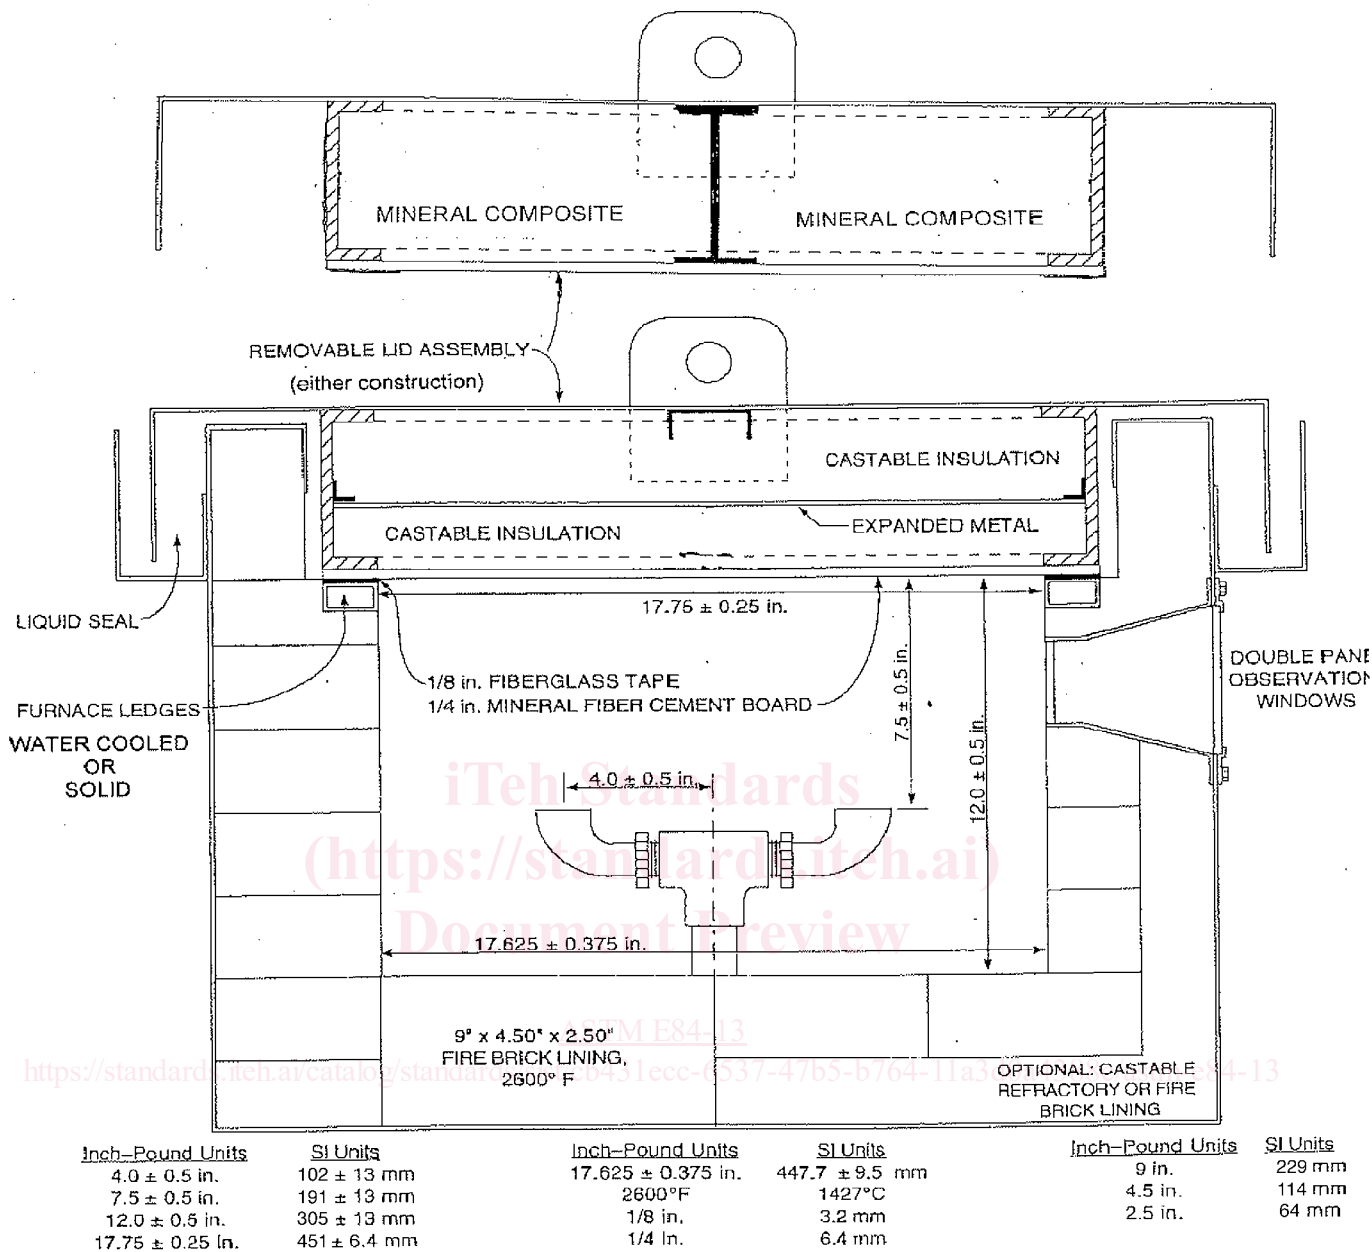 MINERAL COMPOSITE
MINERAL COMPOSITE
REMOVABLE LID ASSEMBLY
(either construction)
CASTABLE INSULATION
CASTABLE INSULATION
EXPANDED METAL
17.75 ± 0.25 in.
LIQUID SEAL
1/8 in. FIBERGLASS TAPE
1/4 in. MINERAL FIBER CEMENT BOARD
7.5 ± 0.5 in.
DOUBLE PANE
OBSERVATION
WINDOWS
FURNACE LEDGES
WATER COOLED
OR
SOLID
12.0 ± 0.5 in.
4.0 ± 0.5 in.
iTeh Standards
(https://standards.iteh.ai)
Document Preview
17.625 ± 0.375 in.
ASTM E84-13
9" x 4.50" x 2.50"
FIRE BRICK LINING,
2600° F
OPTIONAL: CASTABLE
REFRACTORY OR FIRE
BRICK LINING
Inch–Pound Units SI Units
4.0 ± 0.5 in. 102 ± 13 mm
7.5 ± 0.5 in. 191 ± 13 mm
12.0 ± 0.5 in. 305 ± 13 mm
17.75 ± 0.25 in. 451 ± 6.4 mm
Inch–Pound Units SI Units
17.625 ± 0.375 in. 447.7 ± 9.5 mm
2600°F 1427°C
1/8 in. 3.2 mm
1/4 in. 6.4 mm
Inch–Pound Units SI Units
9 in. 229 mm
4.5 in. 114 mm
2.5 in. 64 mm